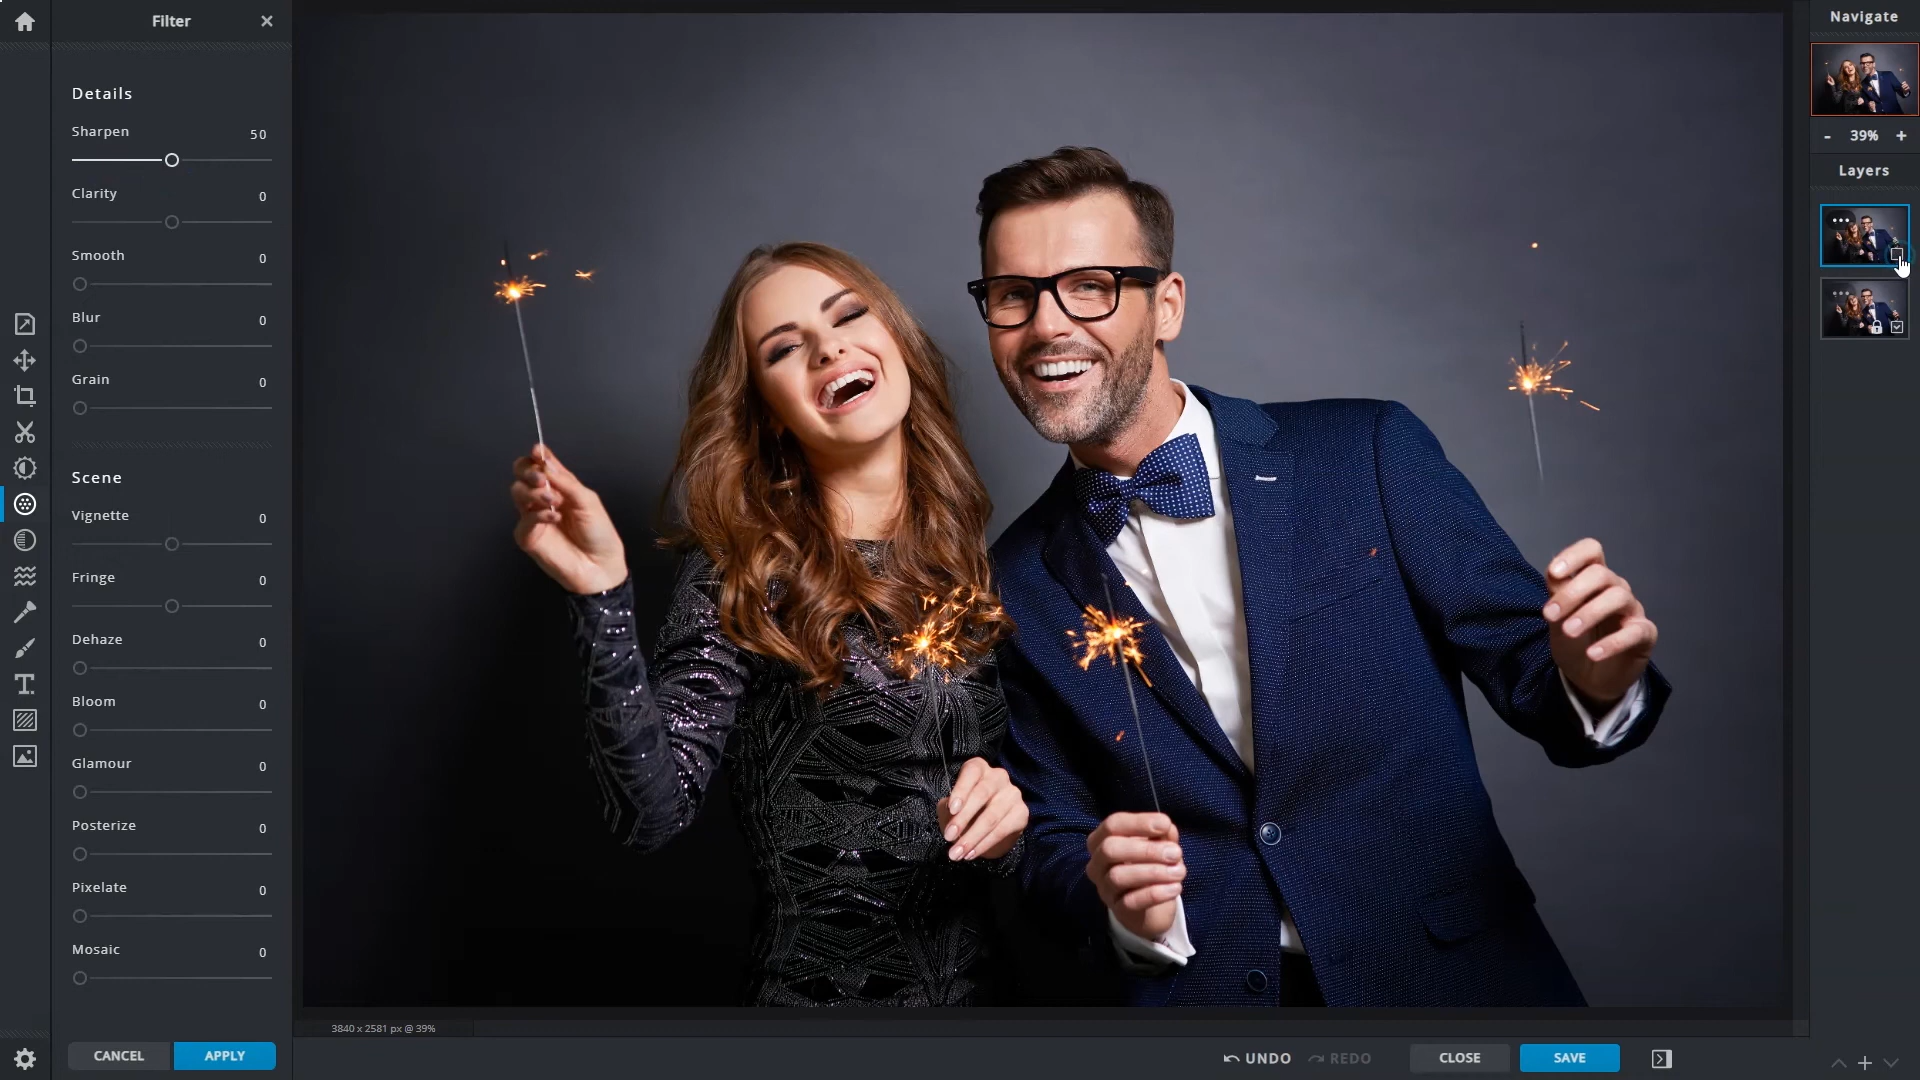 Filter
Details
Sharpen 50
Clarity 0
Smooth 0
Blur 0
Grain 0
Scene
Vignette 0
Fringe 0
Dehaze 0
Bloom 0
Glamour 0
Posterize 0
Pixelate 0
Mosaic 0
CANCEL APPLY
3840 x 2581 px @ 39%
UNDO REDO CLOSE SAVE
Navigate
- 39% +
Layers